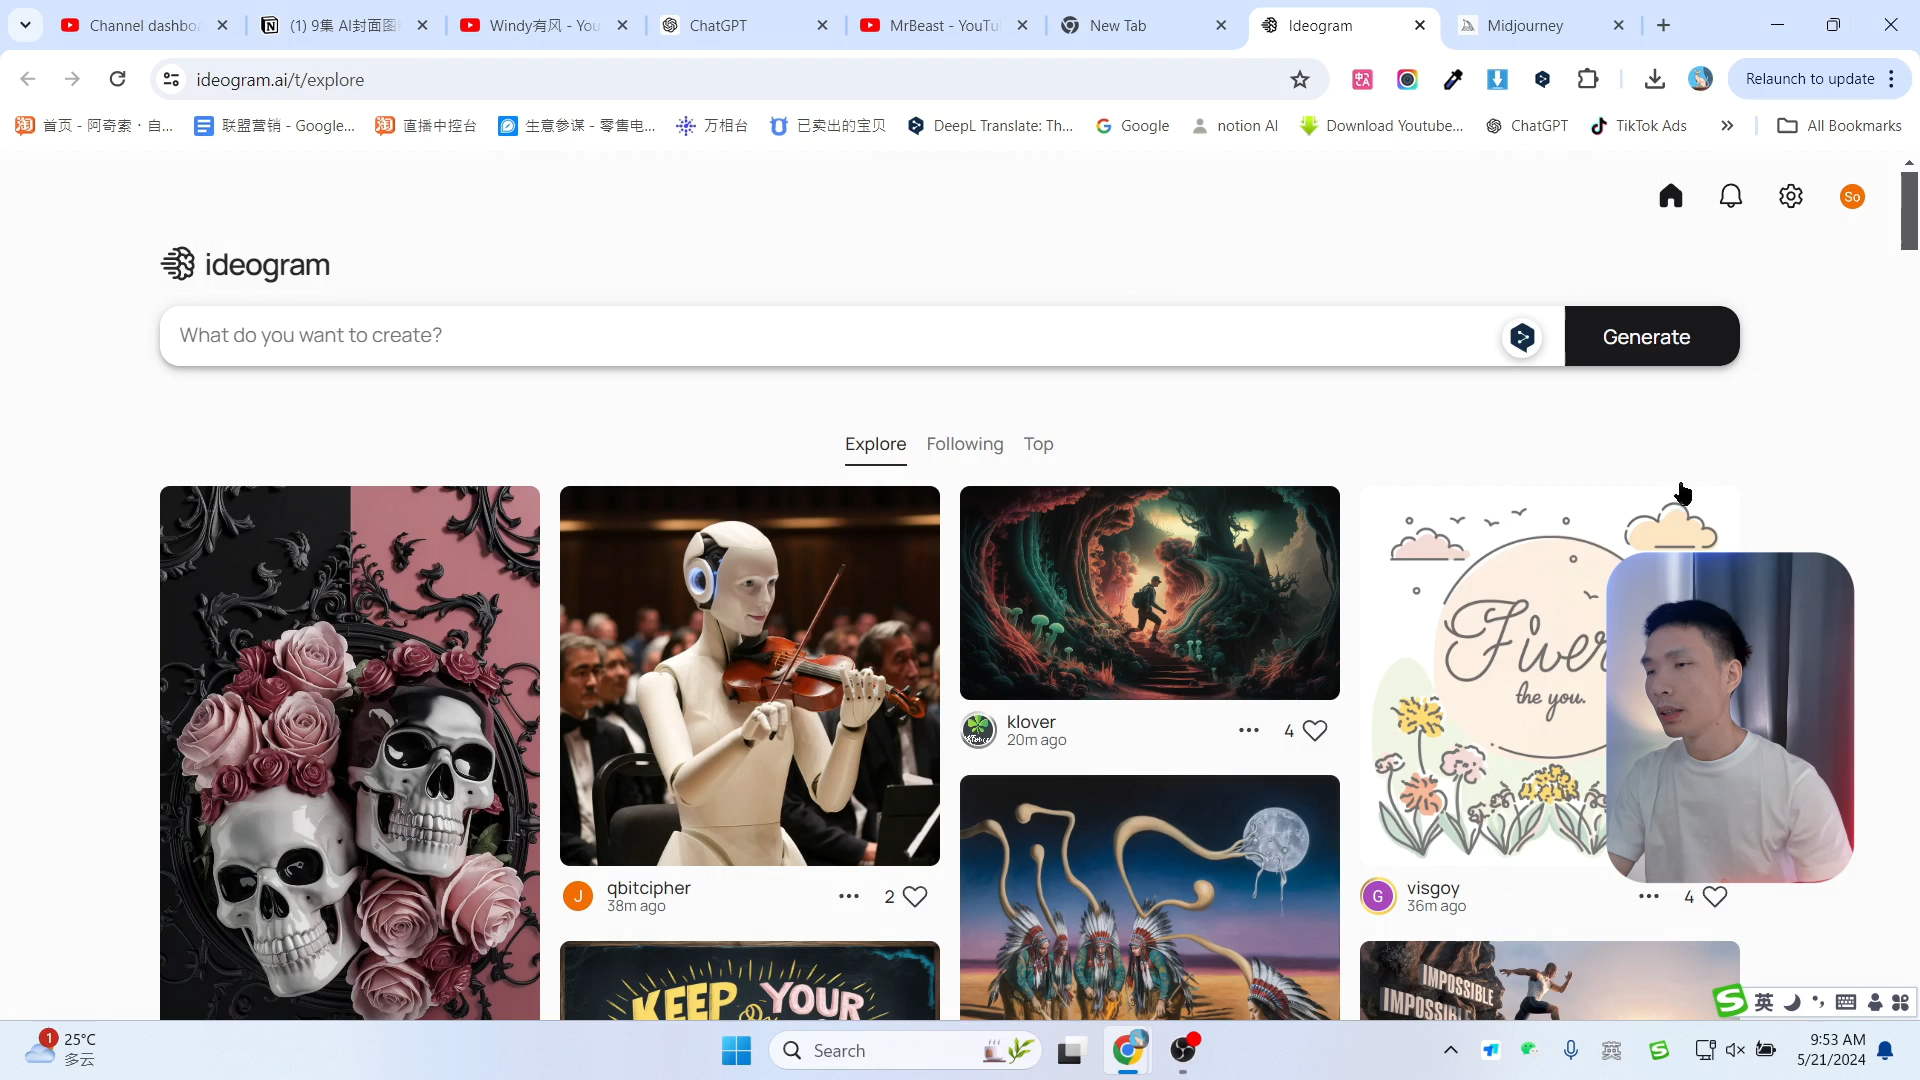 Channel dashbo
(1) 9集 AI封面图
Windy有风 - You
ChatGPT
MrBeast - YouTu
New Tab
Ideogram
Midjourney
ideogram.ai/t/explore
Relaunch to update
首页 - 阿奇索 · 自...
联盟营销 - Google...
直播中控台
生意参谋 - 零售电...
万相台
已卖出的宝贝
DeepL Translate: Th...
Google
notion AI
Download Youtube...
ChatGPT
TikTok Ads
All Bookmarks
So
ideogram
What do you want to create?
Generate
Explore
Following
Top
Fiver
the you.
klover
20m ago
4
J
qbitcipher
38m ago
2
G
visgoy
36m ago
4
KEEP YOUR
IMPOSSIBLE
IMPOSSIBLE
英
1
25°C
多云
Search
英
9:53 AM
5/21/2024